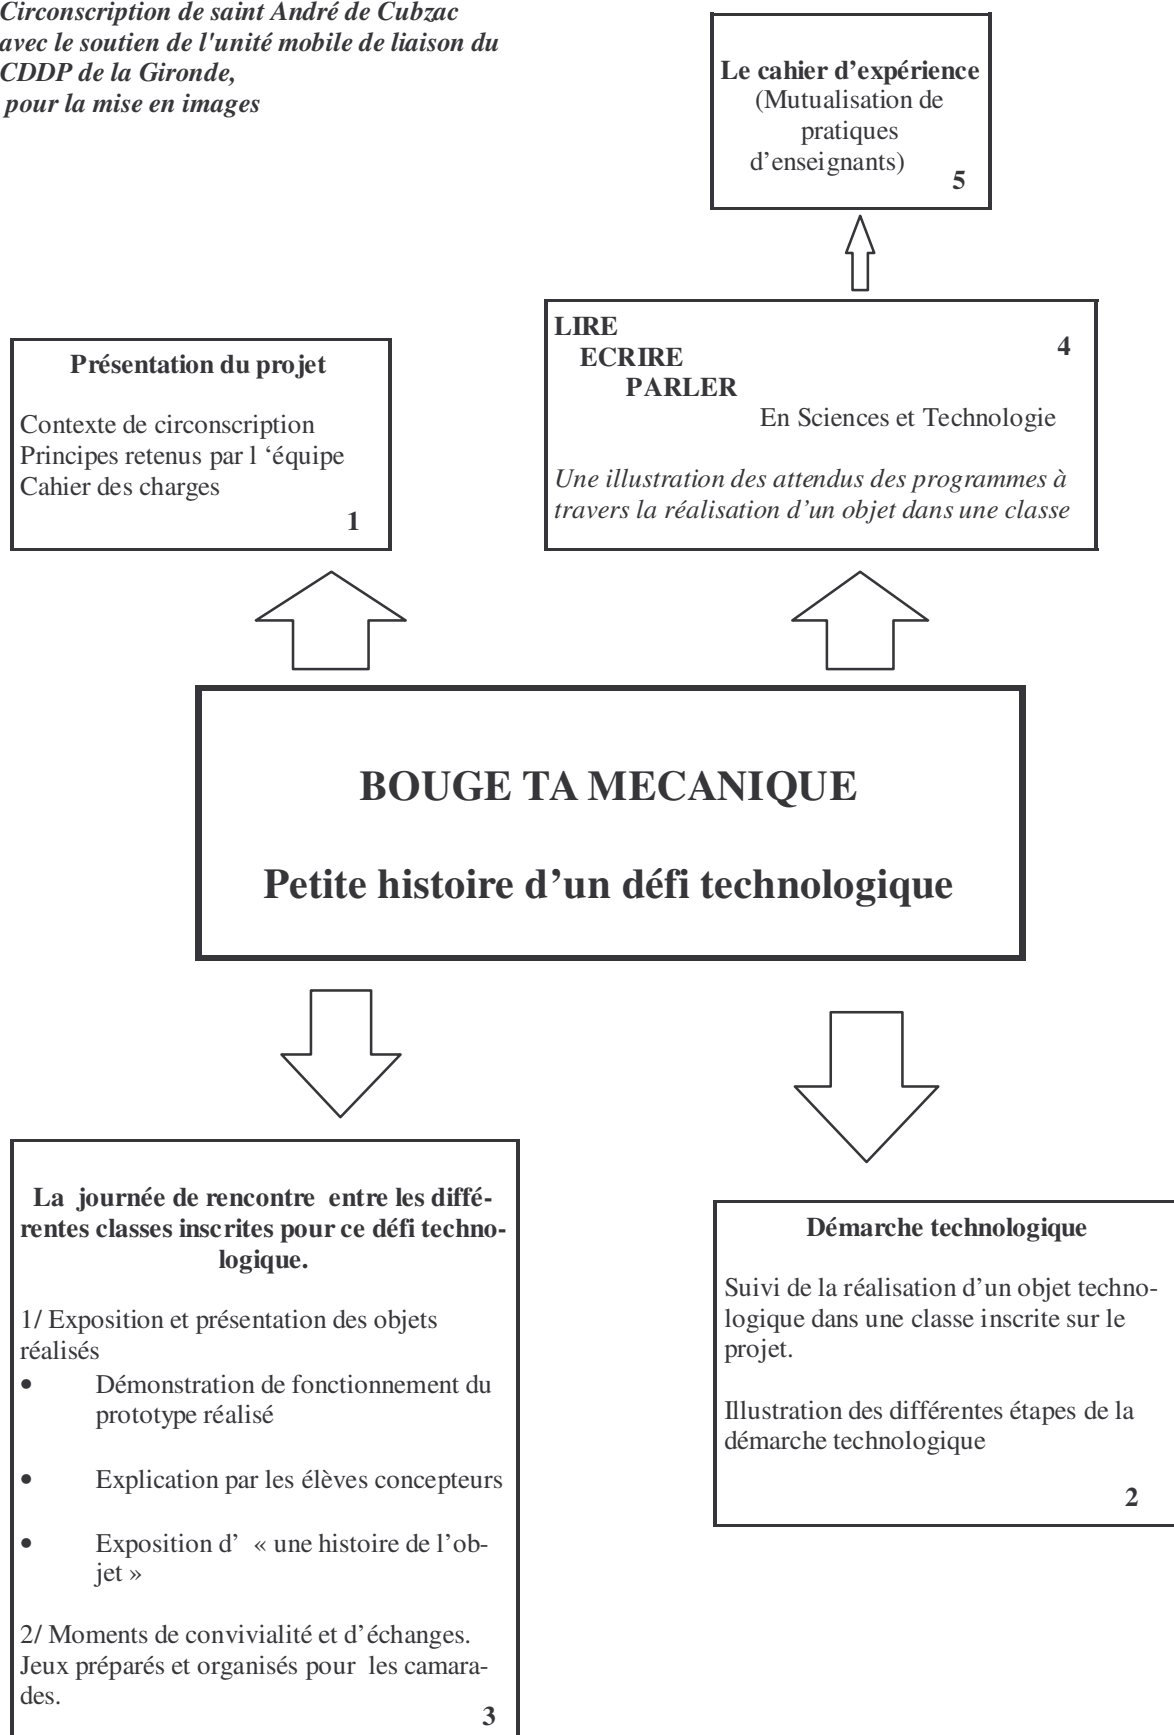 Circonscription de saint André de Cubzac
avec le soutien de l'unité mobile de liaison du
CDDP de la Gironde,
pour la mise en images
Le cahier d’expérience
(Mutualisation de
pratiques
d’enseignants)
5
LIRE
ECRIRE
PARLER
4
En Sciences et Technologie
Une illustration des attendus des programmes à
travers la réalisation d’un objet dans une classe
Présentation du projet
Contexte de circonscription
Principes retenus par l ‘équipe
Cahier des charges
1
BOUGE TA MECANIQUE
Petite histoire d’un défi technologique
La journée de rencontre entre les diffé-
rentes classes inscrites pour ce défi techno-
logique.
1/ Exposition et présentation des objets
réalisés
• Démonstration de fonctionnement du
prototype réalisé
• Explication par les élèves concepteurs
• Exposition d’ « une histoire de l’ob-
jet »
2/ Moments de convivialité et d’échanges.
Jeux préparés et organisés pour les camara-
des.
3
Démarche technologique
Suivi de la réalisation d’un objet techno-
logique dans une classe inscrite sur le
projet.
Illustration des différentes étapes de la
démarche technologique
2